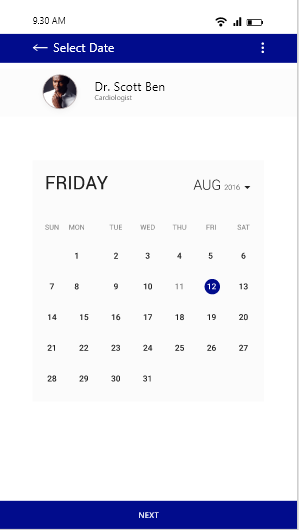 9.30 AM
Select Date
Dr. Scott Ben
Cardiologist
FRIDAY
AUG 2016
SUN MON TUE WED THU FRI SAT
1 2 3 4 5 6
7 8 9 10 11 12 13
14 15 16 17 18 19 20
21 22 23 24 25 26 27
28 29 30 31
NEXT